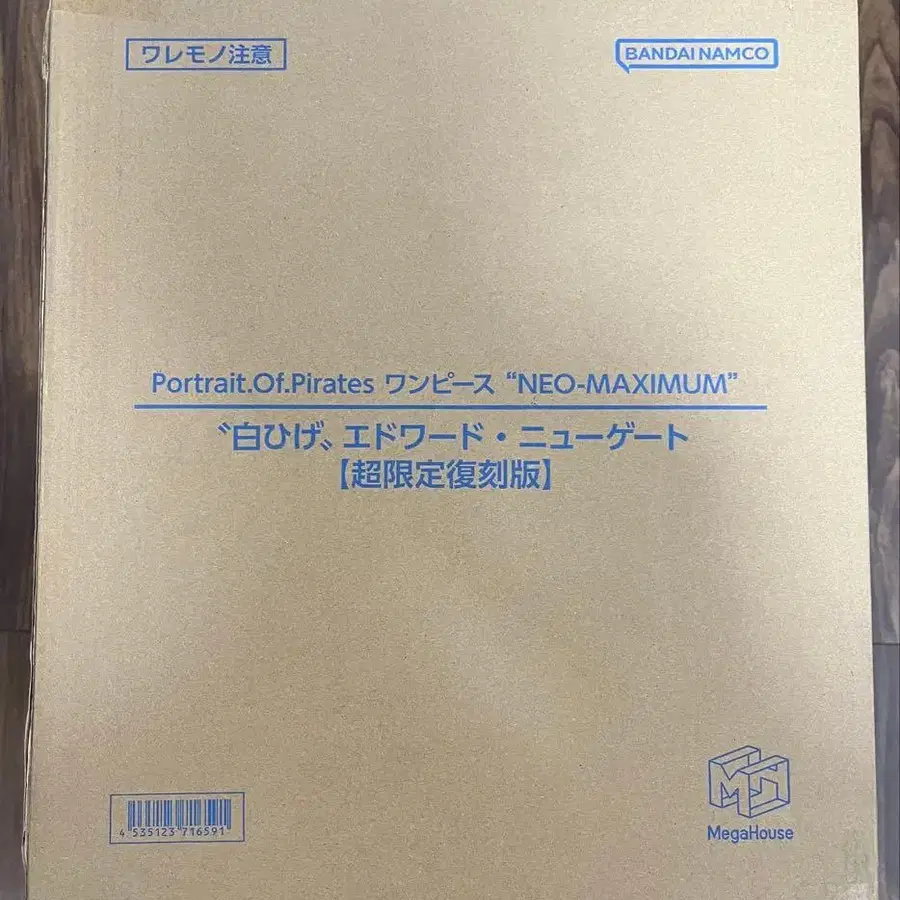 ワレモノ注意
BANDAI NAMCO
Portrait.Of.Pirates ワンピース “NEO-MAXIMUM”
〝白ひげ〟エドワード・ニューゲート
【超限定復刻版】
4 535123 716591
MegaHouse